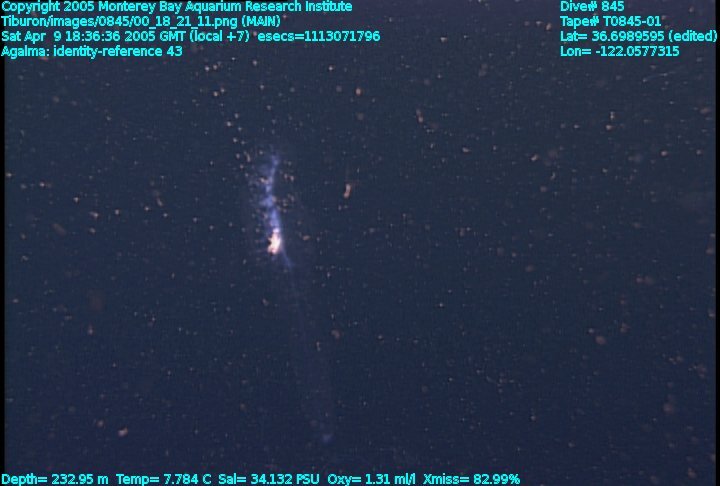 Copyright 2005 Monterey Bay Aquarium Research Institute
Tiburon/images/0845/00_18_21_11.png (MAIN)
Sat Apr 9 18:36:36 2005 GMT (local +7) esecs=1113071796
Agalma: identity-reference 43
Dive# 845
Tape# T0845-01
Lat= 36.6989595 (edited)
Lon= -122.0577315
Depth= 232.95 m Temp= 7.784 C Sal= 34.132 PSU Oxy= 1.31 ml/l Xmiss= 82.99%